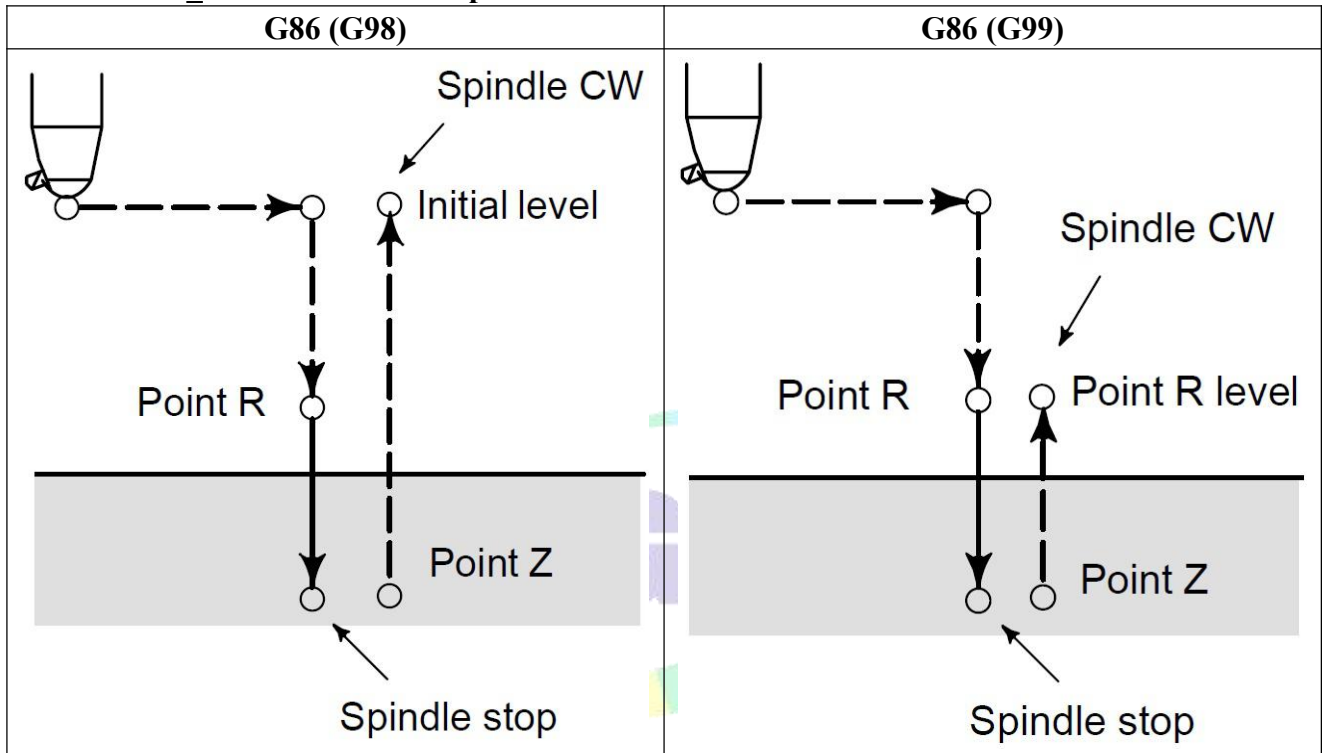 G86 (G98)
G86 (G99)
Spindle CW
Initial level
Point R
Point Z
Spindle stop
Spindle CW
Point R
Point R level
Point Z
Spindle stop